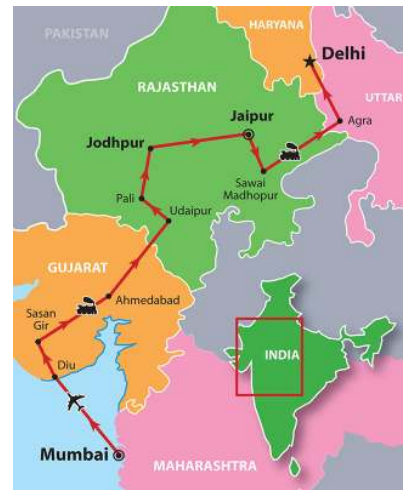 PAKISTAN
HARYANA
Delhi
RAJASTHAN
UTTAR
Jaipur
Jodhpur
Agra
Sawai
Madhopur
Pali
Udaipur
GUJARAT
Ahmedabad
Sasan
Gir
Diu
INDIA
Mumbai
MAHARASHTRA